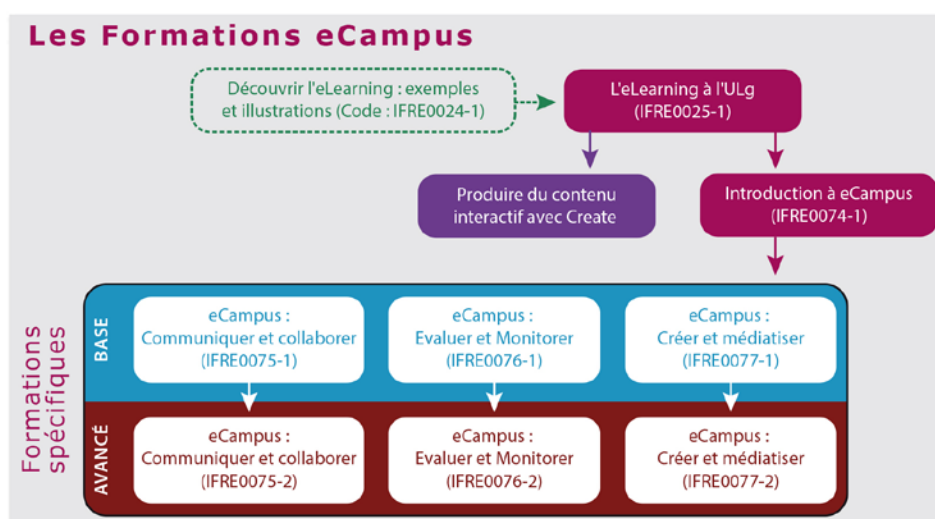 Les Formations eCampus
Découvrir l'eLearning : exemples
et illustrations (Code : IFRE0024-1)
L'eLearning à l'ULg
(IFRE0025-1)
Produire du contenu
interactif avec Create
Introduction à eCampus
(IFRE0074-1)
Formations
spécifiques
BASE
eCampus :
Communiquer et collaborer
(IFRE0075-1)
eCampus :
Evaluer et Monitorer
(IFRE0076-1)
eCampus :
Créer et médiatiser
(IFRE0077-1)
AVANCÉ
eCampus :
Communiquer et collaborer
(IFRE0075-2)
eCampus :
Evaluer et Monitorer
(IFRE0076-2)
eCampus :
Créer et médiatiser
(IFRE0077-2)